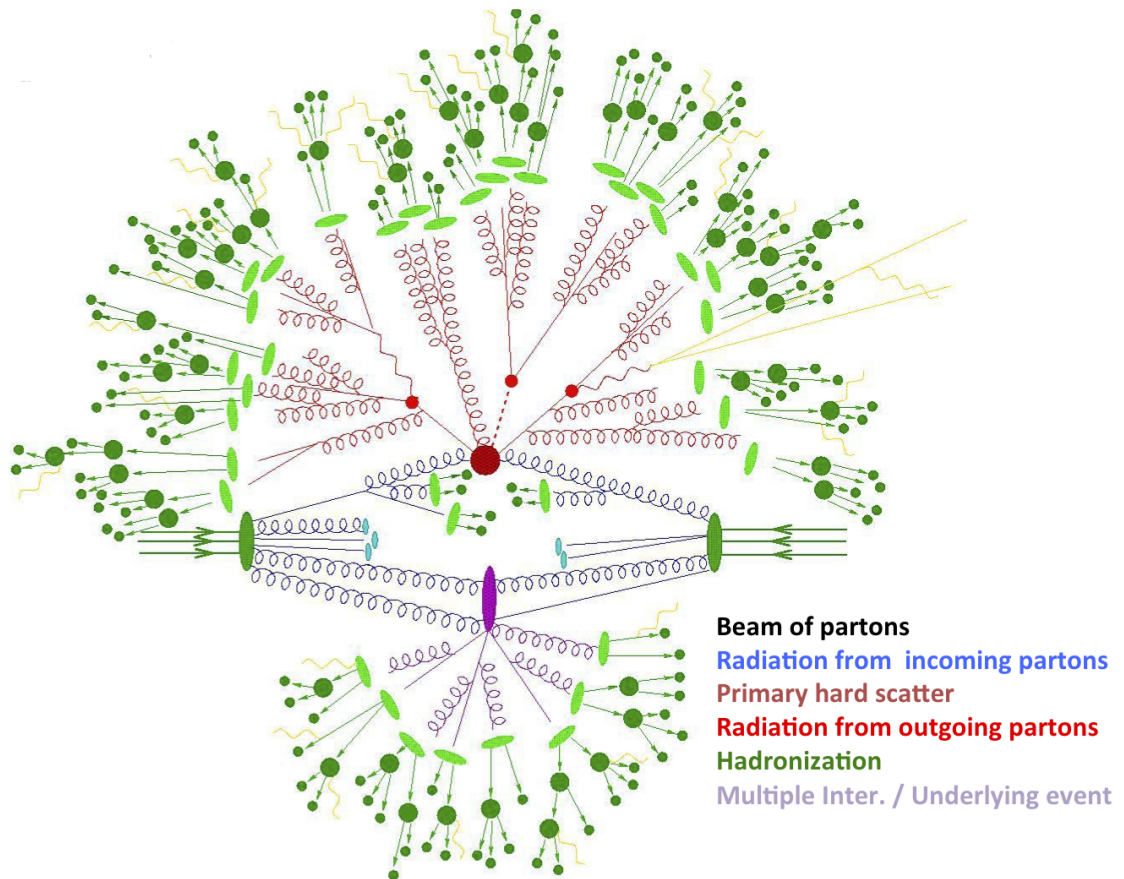 Beam of partons
Radiation from incoming partons
Primary hard scatter
Radiation from outgoing partons
Hadronization
Multiple Inter. / Underlying event